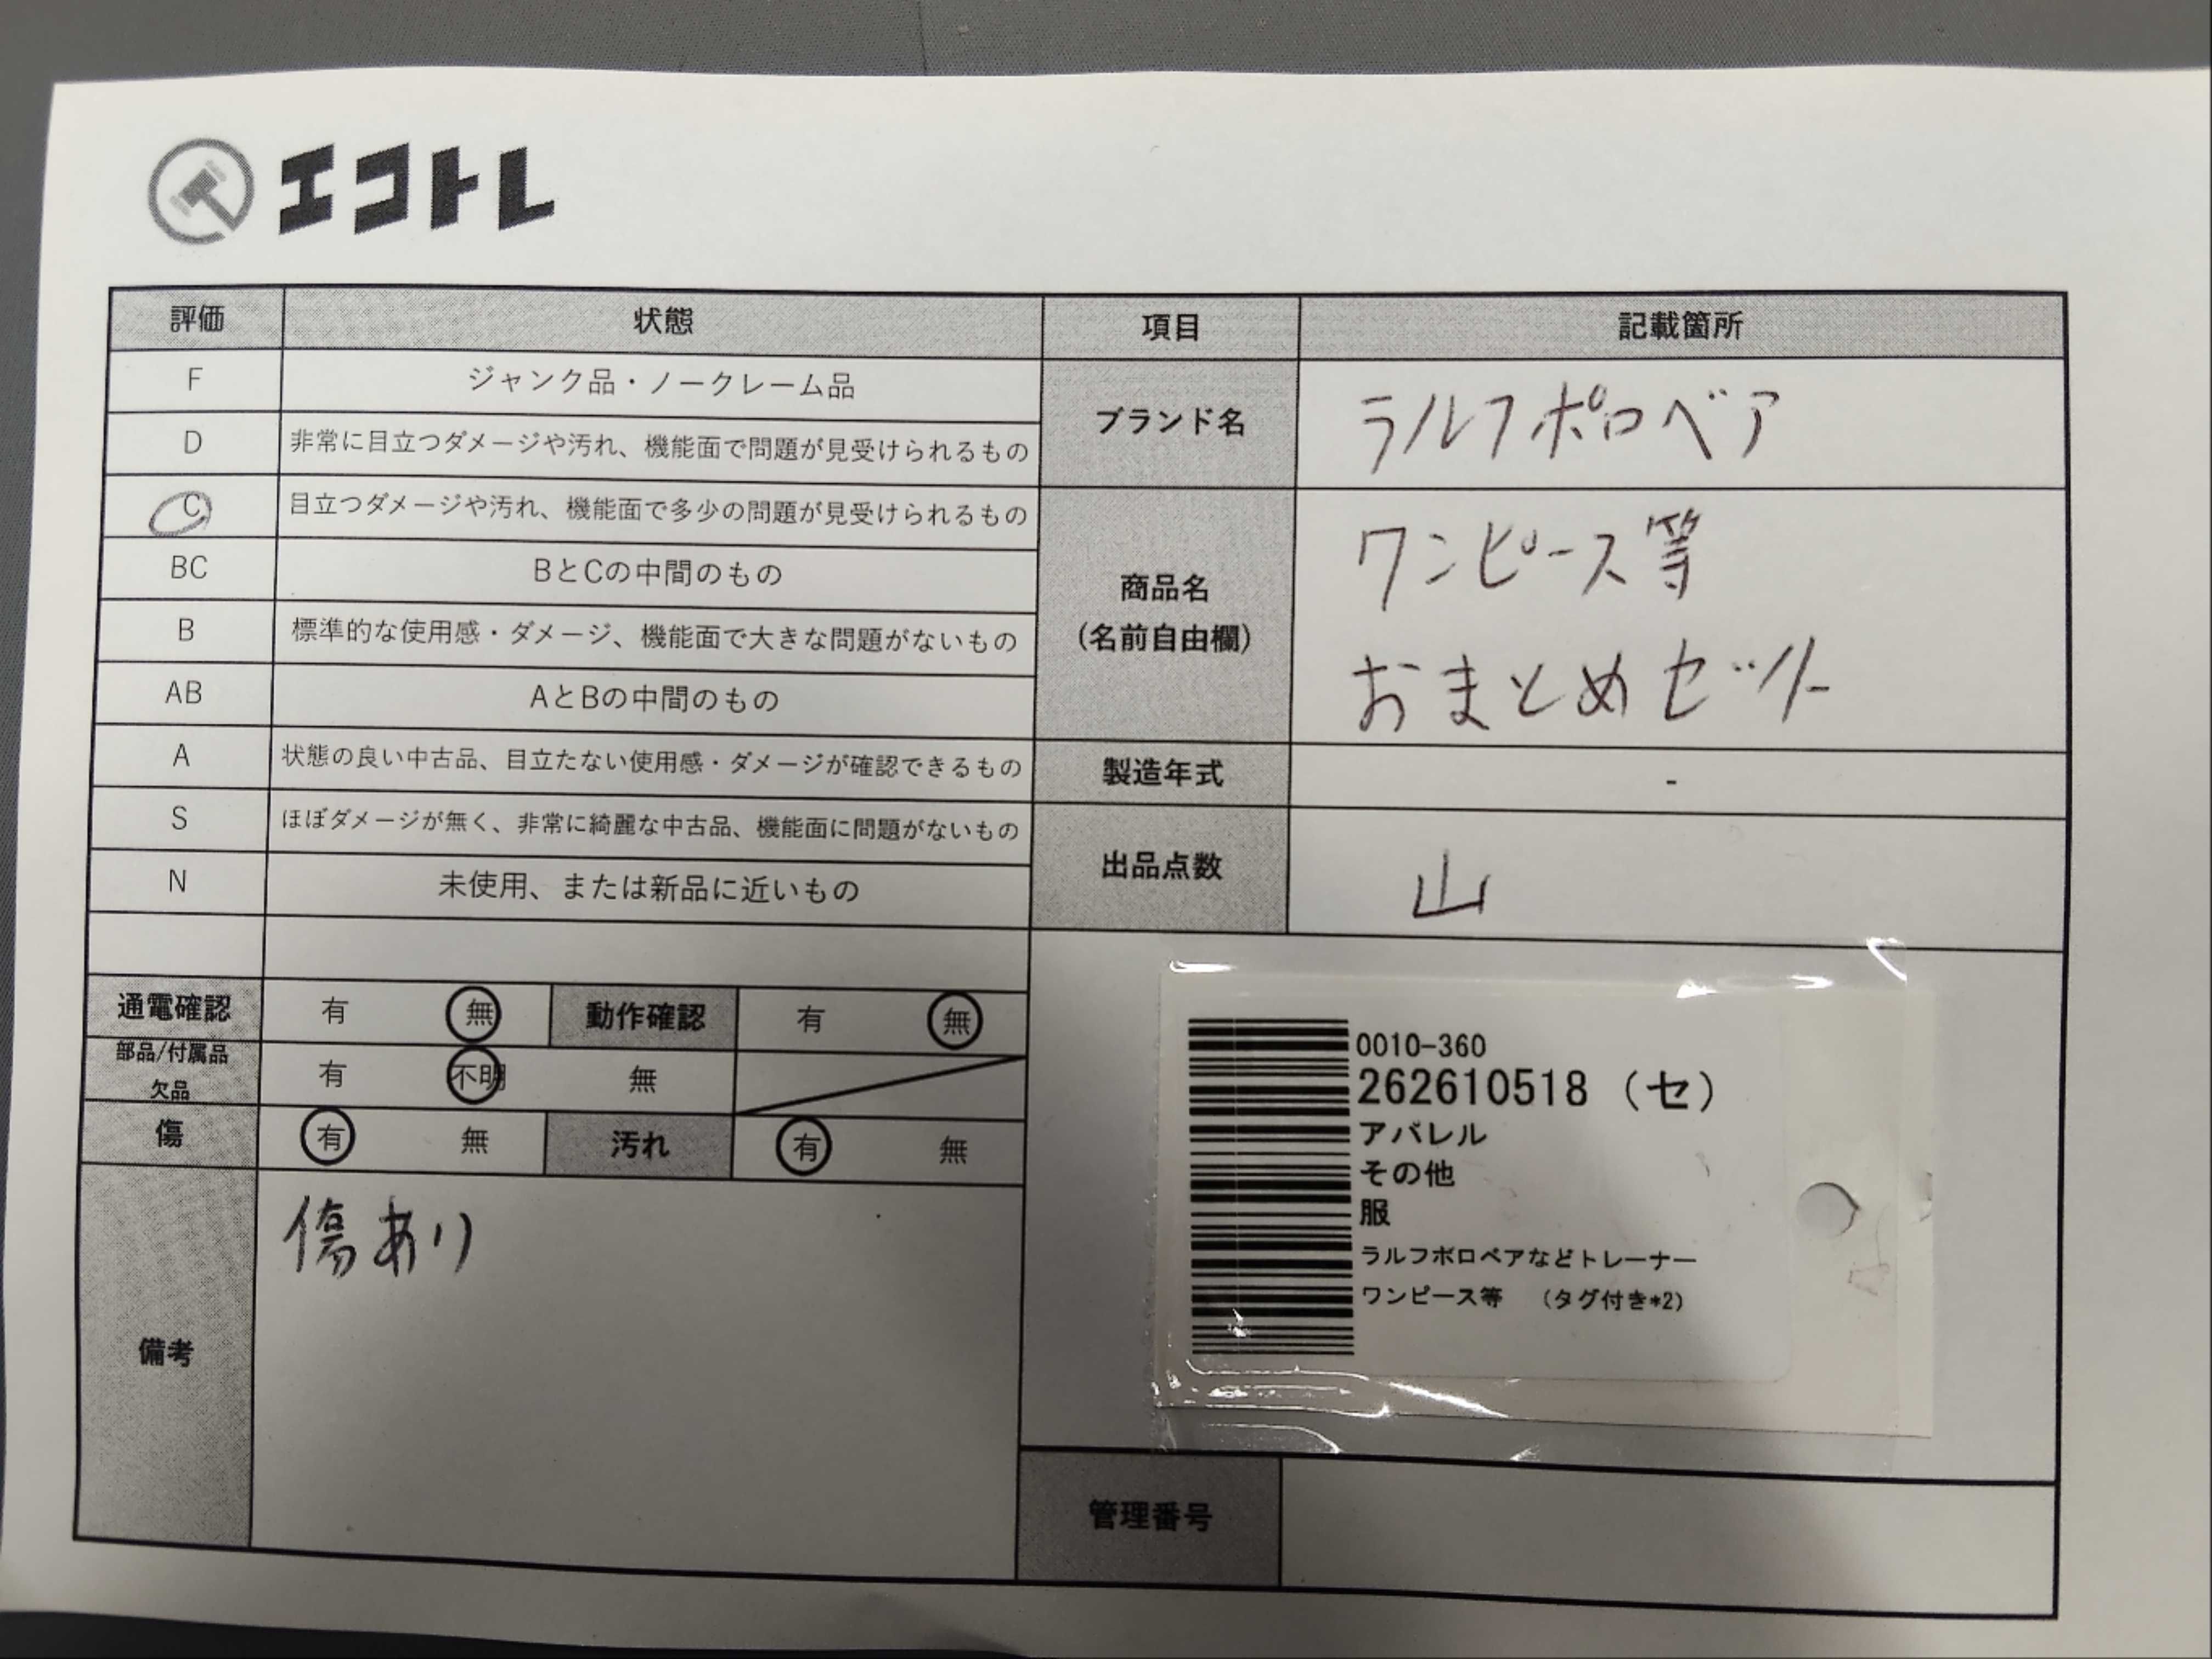 エコトレ
評価 状態 項目 記載箇所
F ジャンク品・ノークレーム品
D 非常に目立つダメージや汚れ、機能面で問題が見受けられるもの
C 目立つダメージや汚れ、機能面で多少の問題が見受けられるもの
BC BとCの中間のもの
B 標準的な使用感・ダメージ、機能面で大きな問題がないもの
AB AとBの中間のもの
A 状態の良い中古品、目立たない使用感・ダメージが確認できるもの
S ほぼダメージが無く、非常に綺麗な中古品、機能面に問題がないもの
N 未使用、または新品に近いもの
ブランド名 ラルフポロベア
商品名
(名前自由欄)
ワンピース等
おまとめセット
製造年式 -
出品点数 山
通電確認 有 無 動作確認 有 無
部品/付属品
欠品
有 不明 無
傷 有 無 汚れ 有 無
備考 傷あり
0010-360
262610518 (セ)
アパレル
その他
服
ラルフポロベアなどトレーナー
ワンピース等 (タグ付き*2)
管理番号